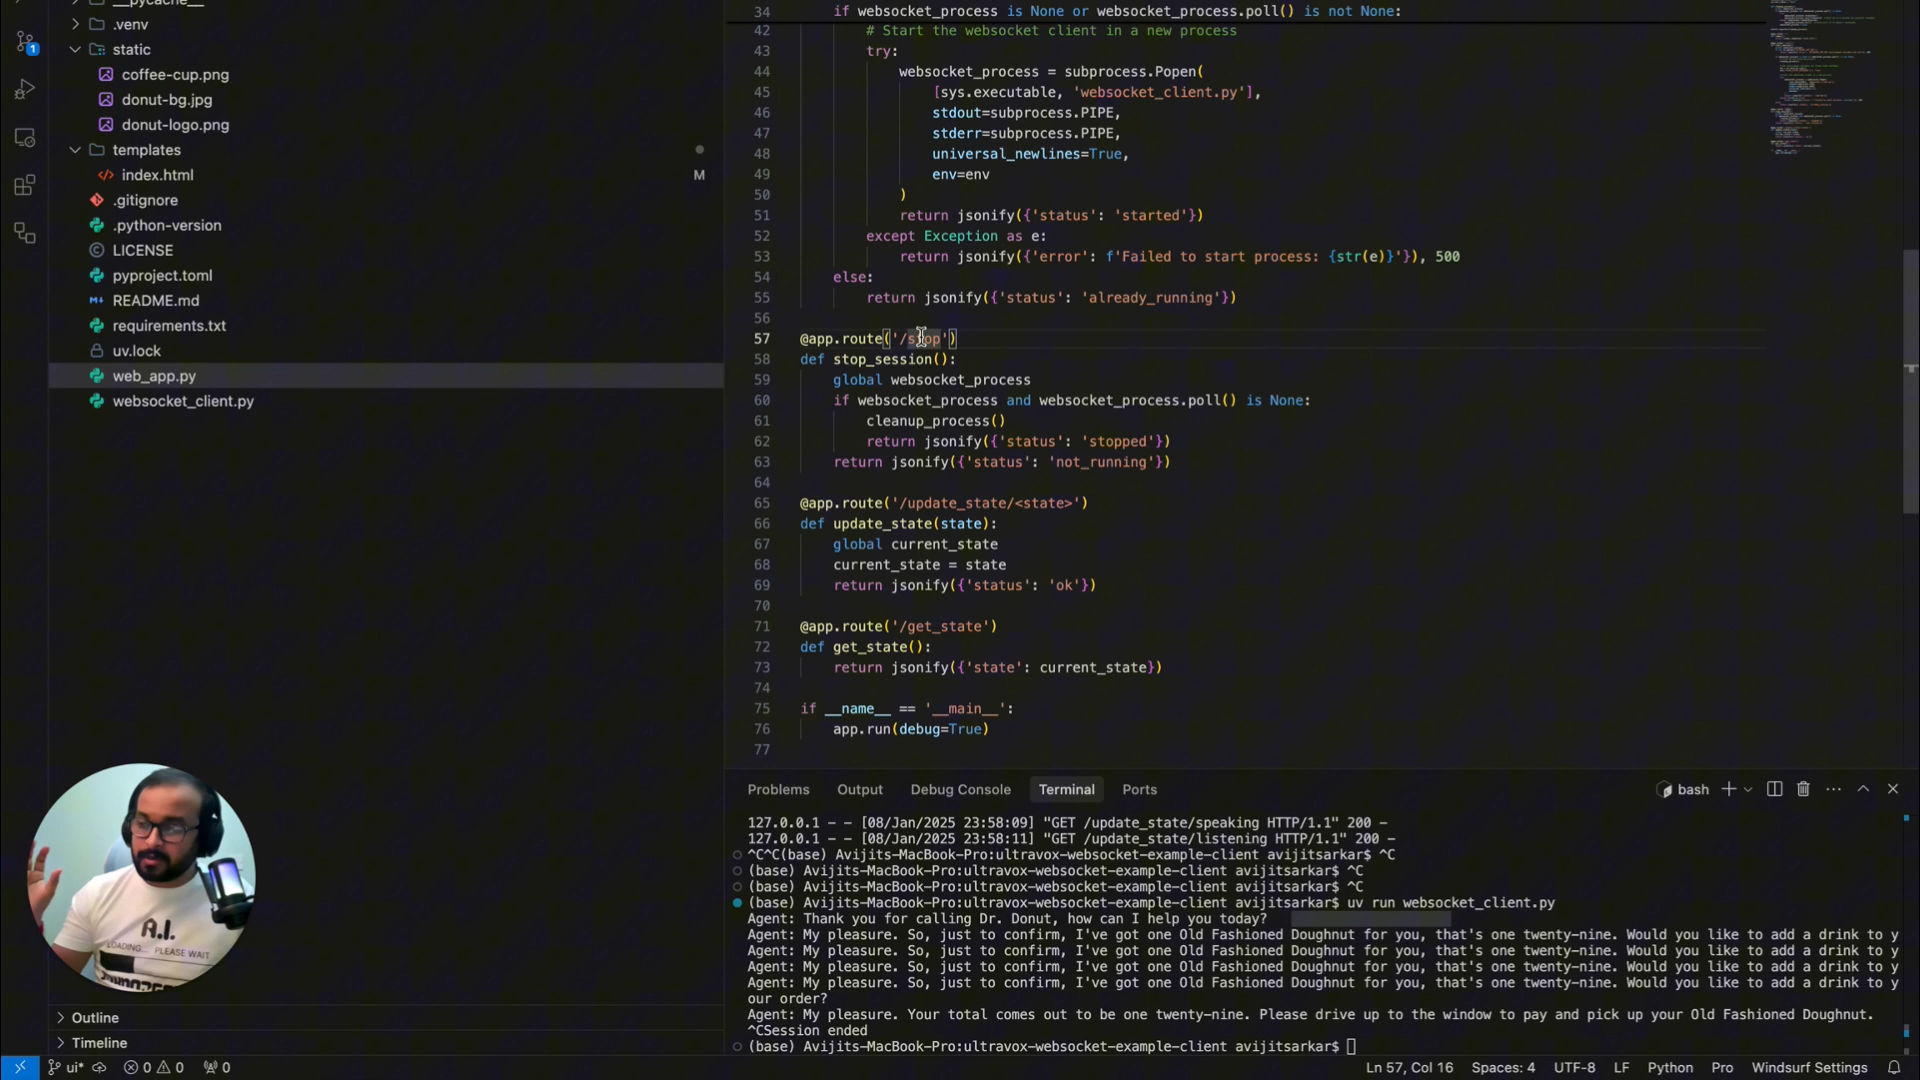 __pycache__
.venv
static
coffee-cup.png
donut-bg.jpg
donut-logo.png
templates
index.html M
.gitignore
.python-version
LICENSE
pyproject.toml
README.md
requirements.txt
uv.lock
web_app.py
websocket_client.py
1
Outline
Timeline
34 if websocket_process is None or websocket_process.poll() is not None:
42 # Start the websocket client in a new process
43 try:
44 websocket_process = subprocess.Popen(
45 [sys.executable, 'websocket_client.py'],
46 stdout=subprocess.PIPE,
47 stderr=subprocess.PIPE,
48 universal_newlines=True,
49 env=env
50 )
51 return jsonify({'status': 'started'})
52 except Exception as e:
53 return jsonify({'error': f'Failed to start process: {str(e)}'}), 500
54 else:
55 return jsonify({'status': 'already_running'})
56
57 @app.route('/stop')
58 def stop_session():
59 global websocket_process
60 if websocket_process and websocket_process.poll() is None:
61 cleanup_process()
62 return jsonify({'status': 'stopped'})
63 return jsonify({'status': 'not_running'})
64
65 @app.route('/update_state/<state>')
66 def update_state(state):
67 global current_state
68 current_state = state
69 return jsonify({'status': 'ok'})
70
71 @app.route('/get_state')
72 def get_state():
73 return jsonify({'state': current_state})
74
75 if __name__ == '__main__':
76 app.run(debug=True)
77
Problems Output Debug Console Terminal Ports bash
127.0.0.1 - - [08/Jan/2025 23:58:09] "GET /update_state/speaking HTTP/1.1" 200 -
127.0.0.1 - - [08/Jan/2025 23:58:11] "GET /update_state/listening HTTP/1.1" 200 -
^C^C(base) Avijits-MacBook-Pro:ultravox-websocket-example-client avijitsarkar$ ^C
(base) Avijits-MacBook-Pro:ultravox-websocket-example-client avijitsarkar$ ^C
(base) Avijits-MacBook-Pro:ultravox-websocket-example-client avijitsarkar$ ^C
(base) Avijits-MacBook-Pro:ultravox-websocket-example-client avijitsarkar$ uv run websocket_client.py
Agent: Thank you for calling Dr. Donut, how can I help you today?
Agent: My pleasure. So, just to confirm, I've got one Old Fashioned Doughnut for you, that's one twenty-nine. Would you like to add a drink to y
Agent: My pleasure. So, just to confirm, I've got one Old Fashioned Doughnut for you, that's one twenty-nine. Would you like to add a drink to y
Agent: My pleasure. So, just to confirm, I've got one Old Fashioned Doughnut for you, that's one twenty-nine. Would you like to add a drink to y
Agent: My pleasure. So, just to confirm, I've got one Old Fashioned Doughnut for you, that's one twenty-nine. Would you like to add a drink to y
our order?
Agent: My pleasure. Your total comes out to be one twenty-nine. Please drive up to the window to pay and pick up your Old Fashioned Doughnut.
^CSession ended
(base) Avijits-MacBook-Pro:ultravox-websocket-example-client avijitsarkar$
A.I.
LOADING... PLEASE WAIT
ui* 0 0 0 Ln 57, Col 16 Spaces: 4 UTF-8 LF Python Pro Windsurf Settings